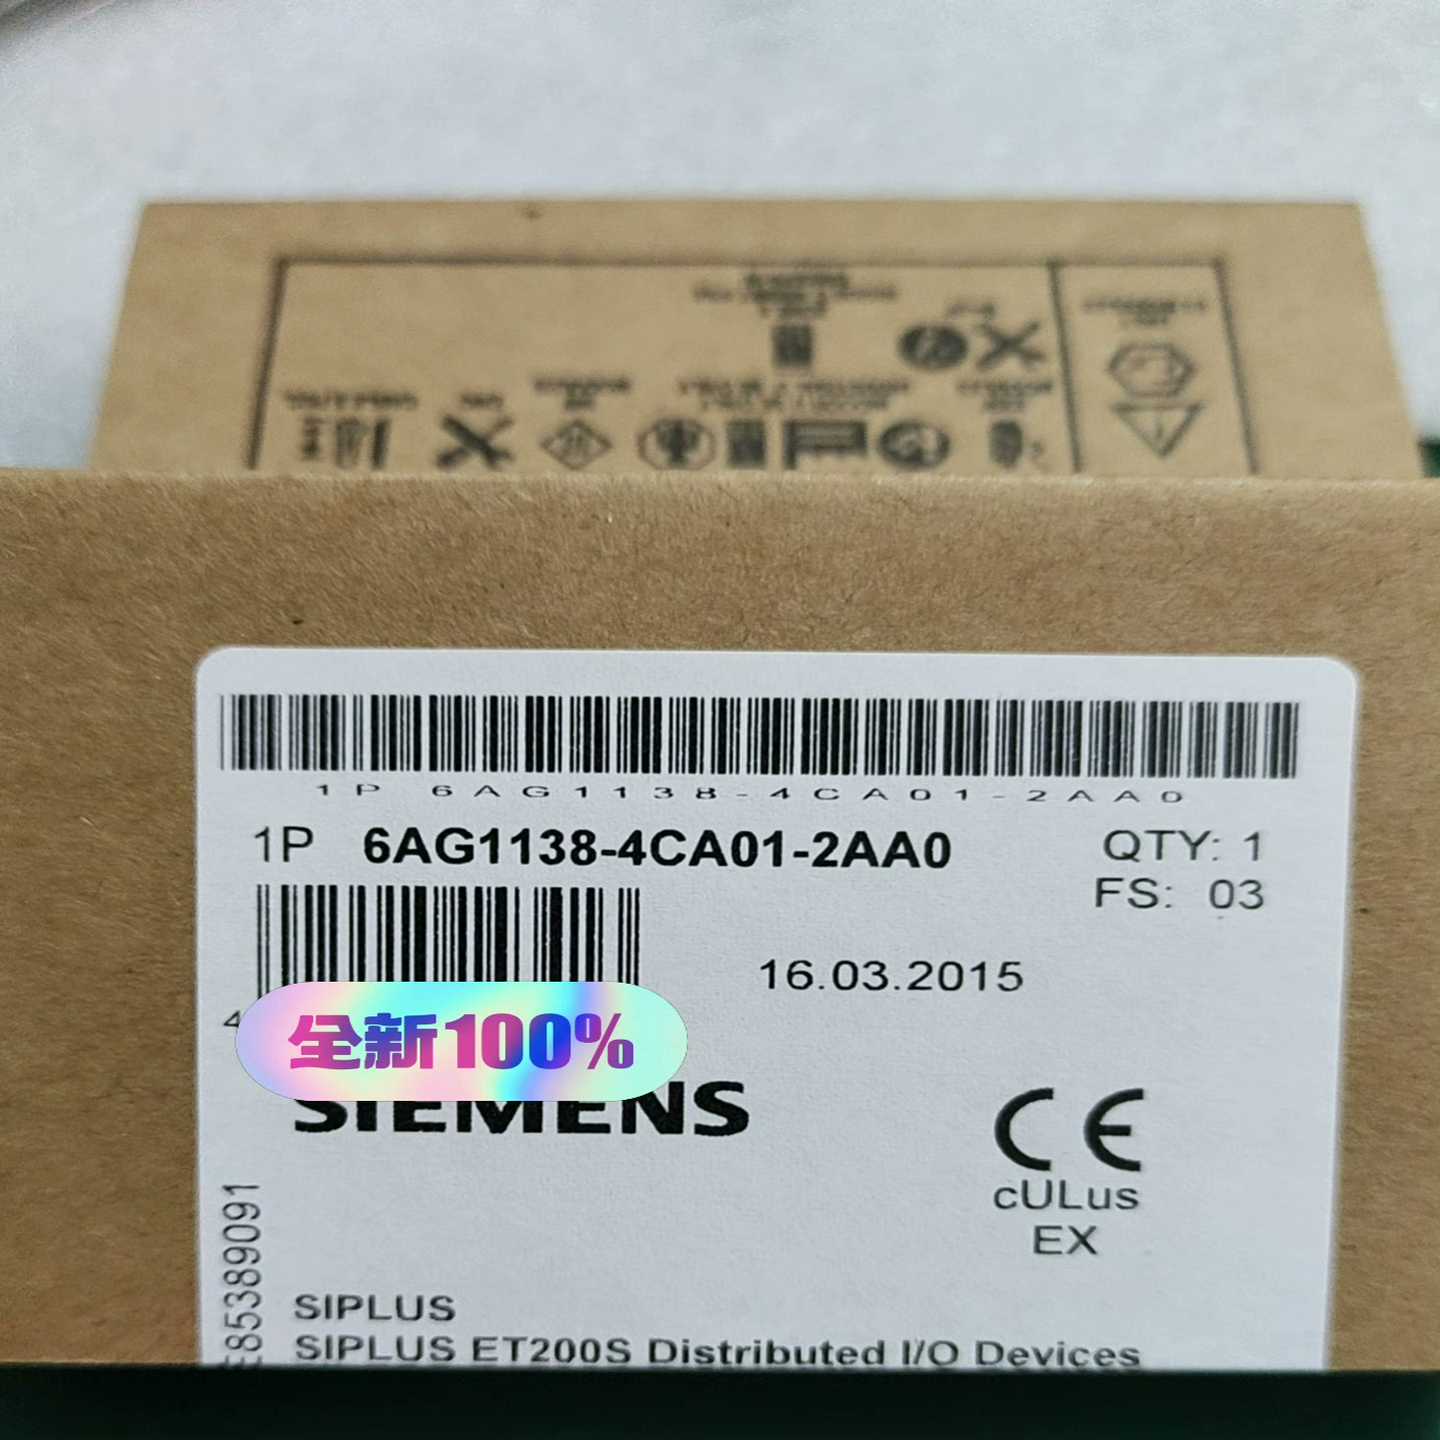 1P 6AG1138-4CA01-2AA0
1P 6AG1138-4CA01-2AA0
QTY: 1
FS: 03
16.03.2015
4
全新100%
SIEMENS
CE
cULus
EX
E85389091
SIPLUS
SIPLUS ET200S Distributed I/O Devices